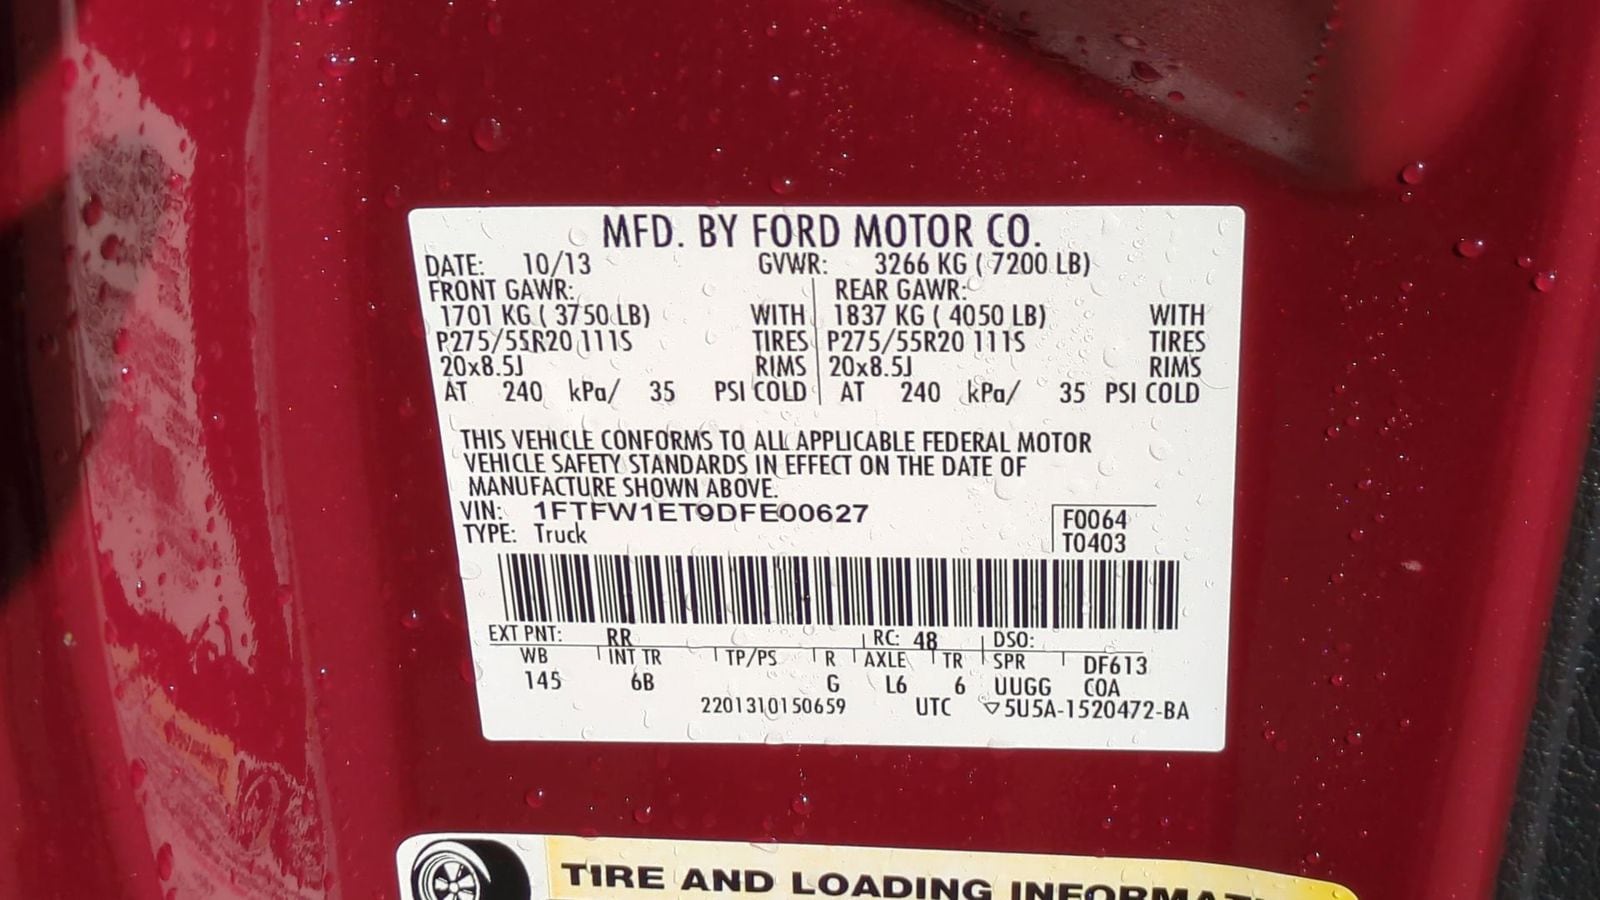 MFD. BY FORD MOTOR CO.
DATE: 10/13 GVWR: 3266 KG ( 7200 LB)
FRONT GAWR: REAR GAWR:
1701 KG ( 3750 LB) WITH 1837 KG ( 4050 LB) WITH
P275/55R20 111S TIRES P275/55R20 111S TIRES
20x8.5J RIMS 20x8.5J RIMS
AT 240 kPa/ 35 PSI COLD AT 240 kPa/ 35 PSI COLD
THIS VEHICLE CONFORMS TO ALL APPLICABLE FEDERAL MOTOR
VEHICLE SAFETY STANDARDS IN EFFECT ON THE DATE OF
MANUFACTURE SHOWN ABOVE.
VIN: 1FTFW1ET9DFE00627 F0064
TYPE: Truck T0403
EXT PNT: RR RC: 48 DSO:
WB INT TR TP/PS R AXLE TR SPR DF613
145 6B G L6 6 UUGG COA
2201310150659 UTC ▽5U5A-1520472-BA
TIRE AND LOADING INFORMAT